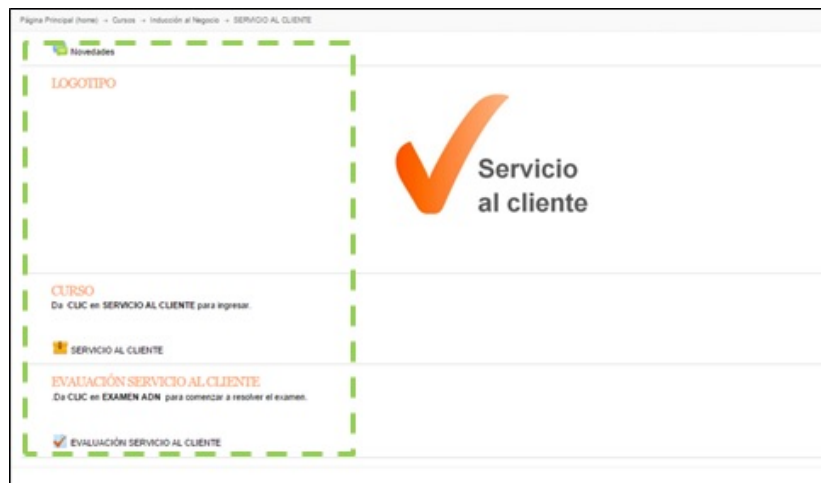 Página Principal (home) → Cursos → Inducción al Negocio → SERVICIO AL CLIENTE
Novedades
LOGOTIPO
Servicio
al cliente
CURSO
Da CLIC en SERVICIO AL CLIENTE para ingresar.
SERVICIO AL CLIENTE
EVALUACIÓN SERVICIO AL CLIENTE
.Da CLIC en EXAMEN ADN para comenzar a resolver el examen.
EVALUACIÓN SERVICIO AL CLIENTE